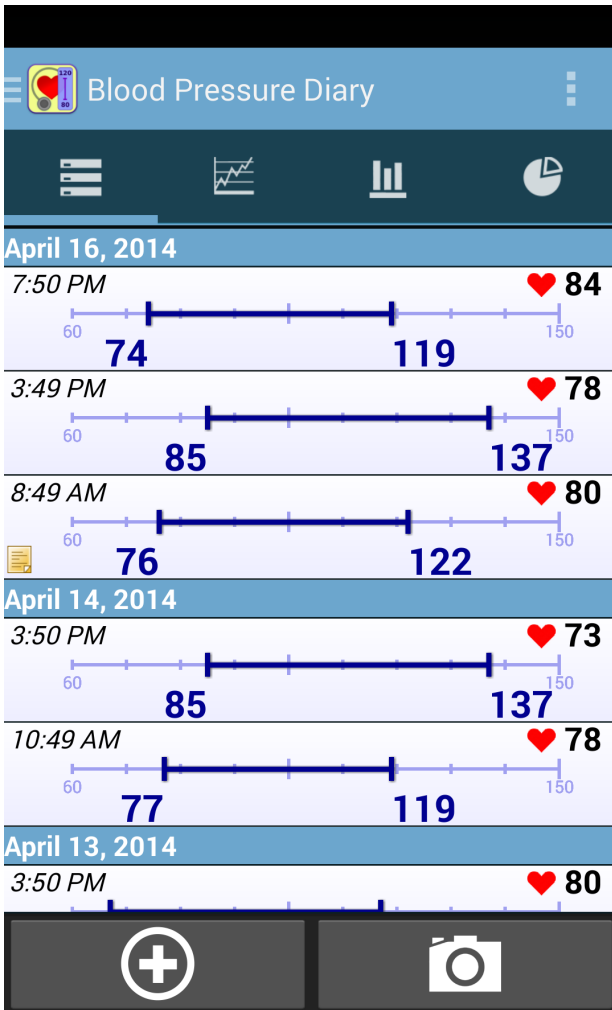 120
80
Blood Pressure Diary
April 16, 2014
7:50 PM 84
60 150
74 119
3:49 PM 78
60 150
85 137
8:49 AM 80
60 150
76 122
April 14, 2014
3:50 PM 73
60 150
85 137
10:49 AM 78
60 150
77 119
April 13, 2014
3:50 PM 80